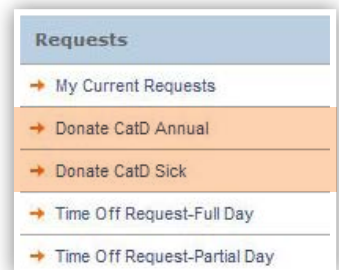 Requests
My Current Requests
Donate CatD Annual
Donate CatD Sick
Time Off Request-Full Day
Time Off Request-Partial Day